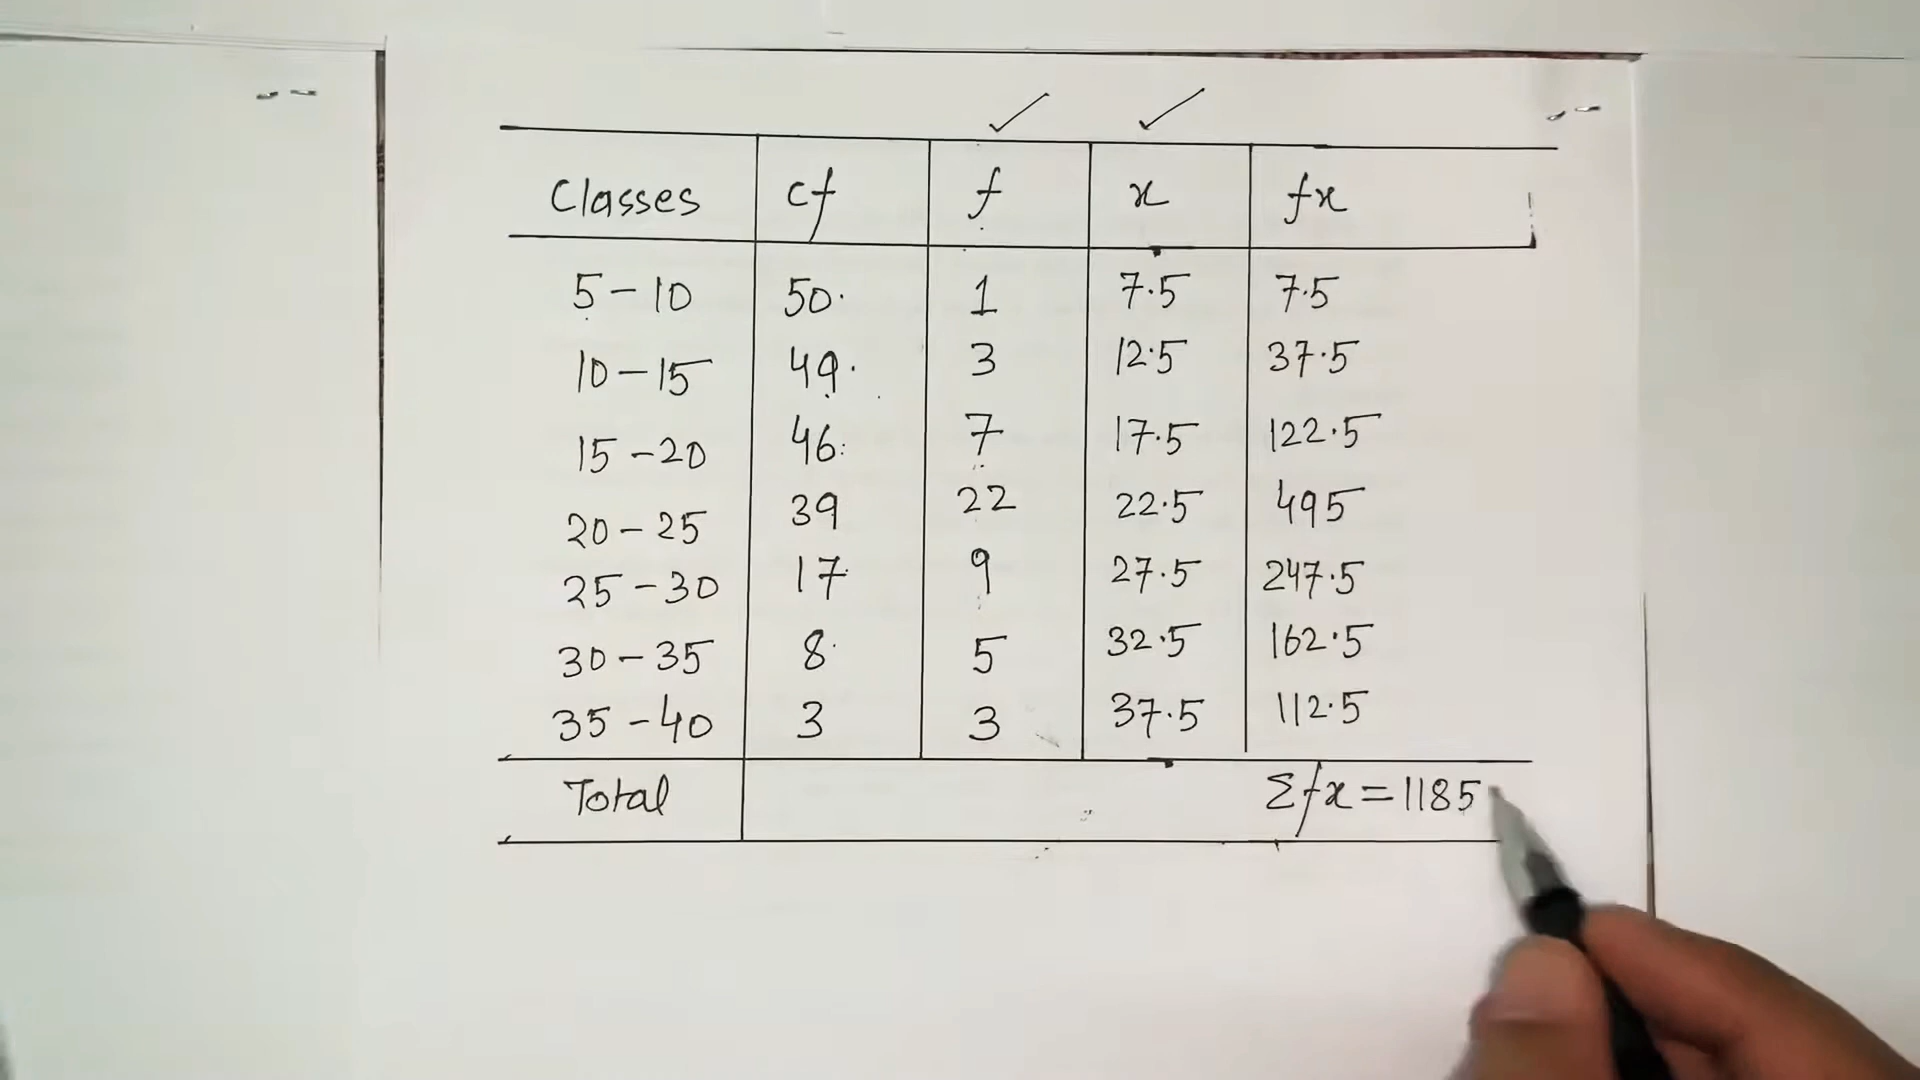 Classes cf f x fx
5-10 50 1 7.5 7.5
10-15 49 3 12.5 37.5
15-20 46 7 17.5 122.5
20-25 39 22 22.5 495
25-30 17 9 27.5 247.5
30-35 8 5 32.5 162.5
35-40 3 3 37.5 112.5
Total Σfx=1185